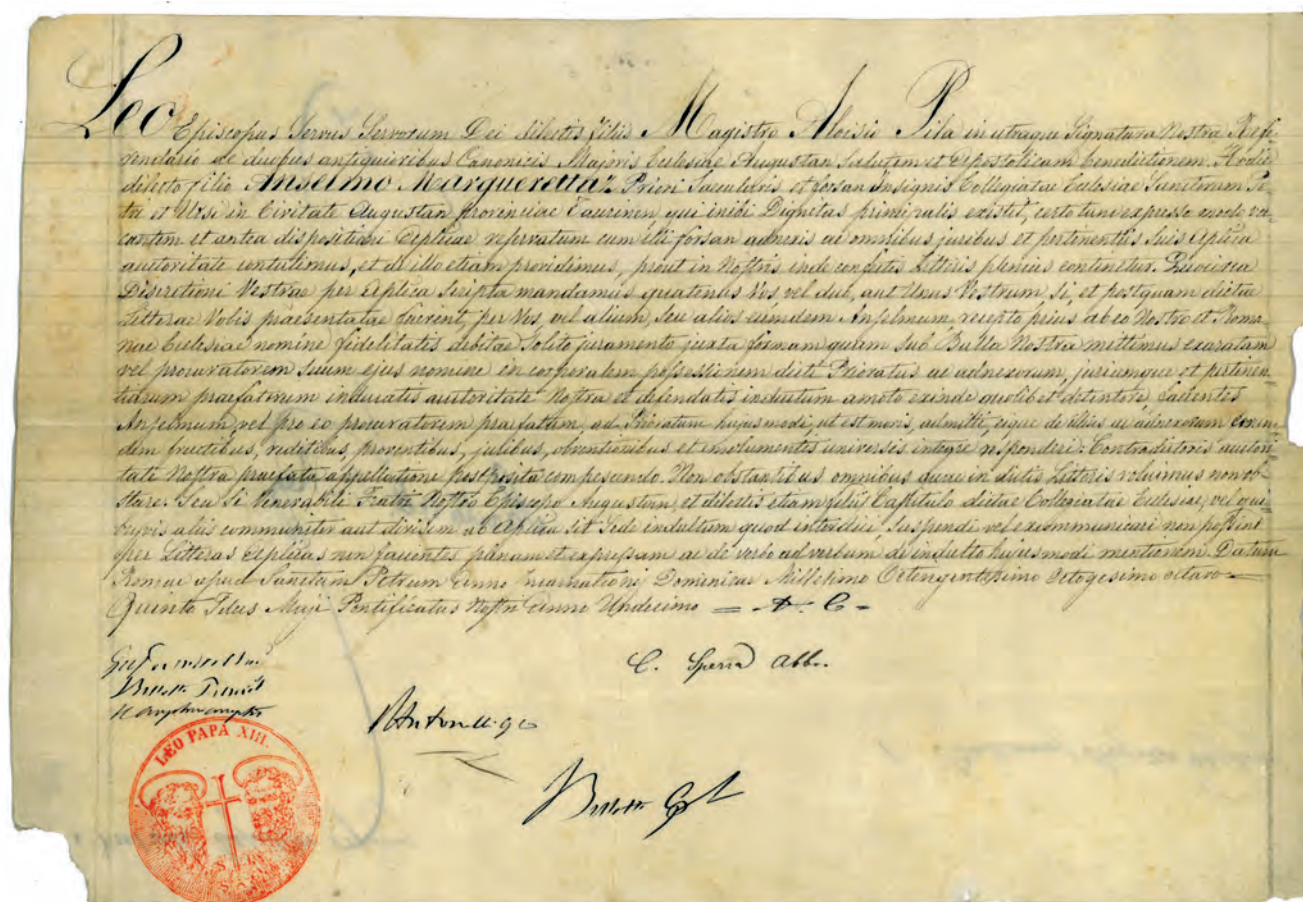 Leo Episcopus Servus Servorum Dei dilectis filiis Magistro Aloisio Pila in utraque Signatura Nostra Refe-
rendario de duobus antiquioribus Canonicis Majoris Ecclesiae Augustan Salutem et Apostolicam benedictionem. Hodie
dilecto filio Anselmo Marguerettaz Priori Saecularis et forsan Insignis Collegiatae Ecclesiae Sanctorum Pe-
tri et Ursi in Civitate Augustan provinciae Taurinen qui inibi Dignitas principalis existit, certo tunc expresso modo va-
cantem et antea dispositioni Aplicae reservatum cum illi forsan adnexis ac omnibus juribus et pertinentiis suis Aplica
auctoritate contulimus, et de illo etiam providimus, prout in Nostris inde confectis Litteris plenius continetur. Quocirca
Discretioni Vestrae per Aplica Scripta mandamus quatenus Vos, vel duo, aut Unus Vestrum, si, et postquam dictae
Litterae Vobis praesentatae fuerint, per Vos, vel alium, seu alios eumdem Anselmum, recepto prius ab eo Nostro et Roma-
nae Ecclesiae nomine fidelitatis debitae solito juramento juxta formam quam sub Bulla Nostra mittimus exaratam
vel procuratorem suum ejus nomine in corporalem possessionem dicti Prioratus ac adnexorum, juriumque et pertinen-
tiarum praefatorum inducatis auctoritate Nostra et defendatis inductum amoto exinde quolibet detentore, facientes
Anselmum vel pro eo procuratorem praefatum, ad Prioratum hujusmodi, ut est moris, admitti, eique de illius ac adnexorum eorum-
dem fructibus, redditibus, proventibus, juribus, obventionibus et emolumentis universis integre responderi: Contradictores auctori-
tate Nostra praefata appellatione postposita compescendo. Non obstantibus omnibus quae in dictis Litteris voluimus non ob-
stare. Seu si Venerabili Fratri Nostro Episcopo Augustan, et dilectis etiam filiis Capitulo dictae Collegiatae Ecclesiae, vel qui-
busvis aliis communiter aut divisim ab Aplica sit Sede indultum quod interdici, suspendi vel excommunicari non possint
per Litteras Aplicas non facientes plenam et expressam ac de verbo ad verbum de indulto hujusmodi mentionem. Datum
Romae apud Sanctum Petrum Anno Incarnationis Dominicae Millesimo Octingentesimo Octogesimo octavo
Quinto Idus Maji Pontificatus Nostri Anno Undecimo
C. Sperra Abb.
LEO PAPA XIII.